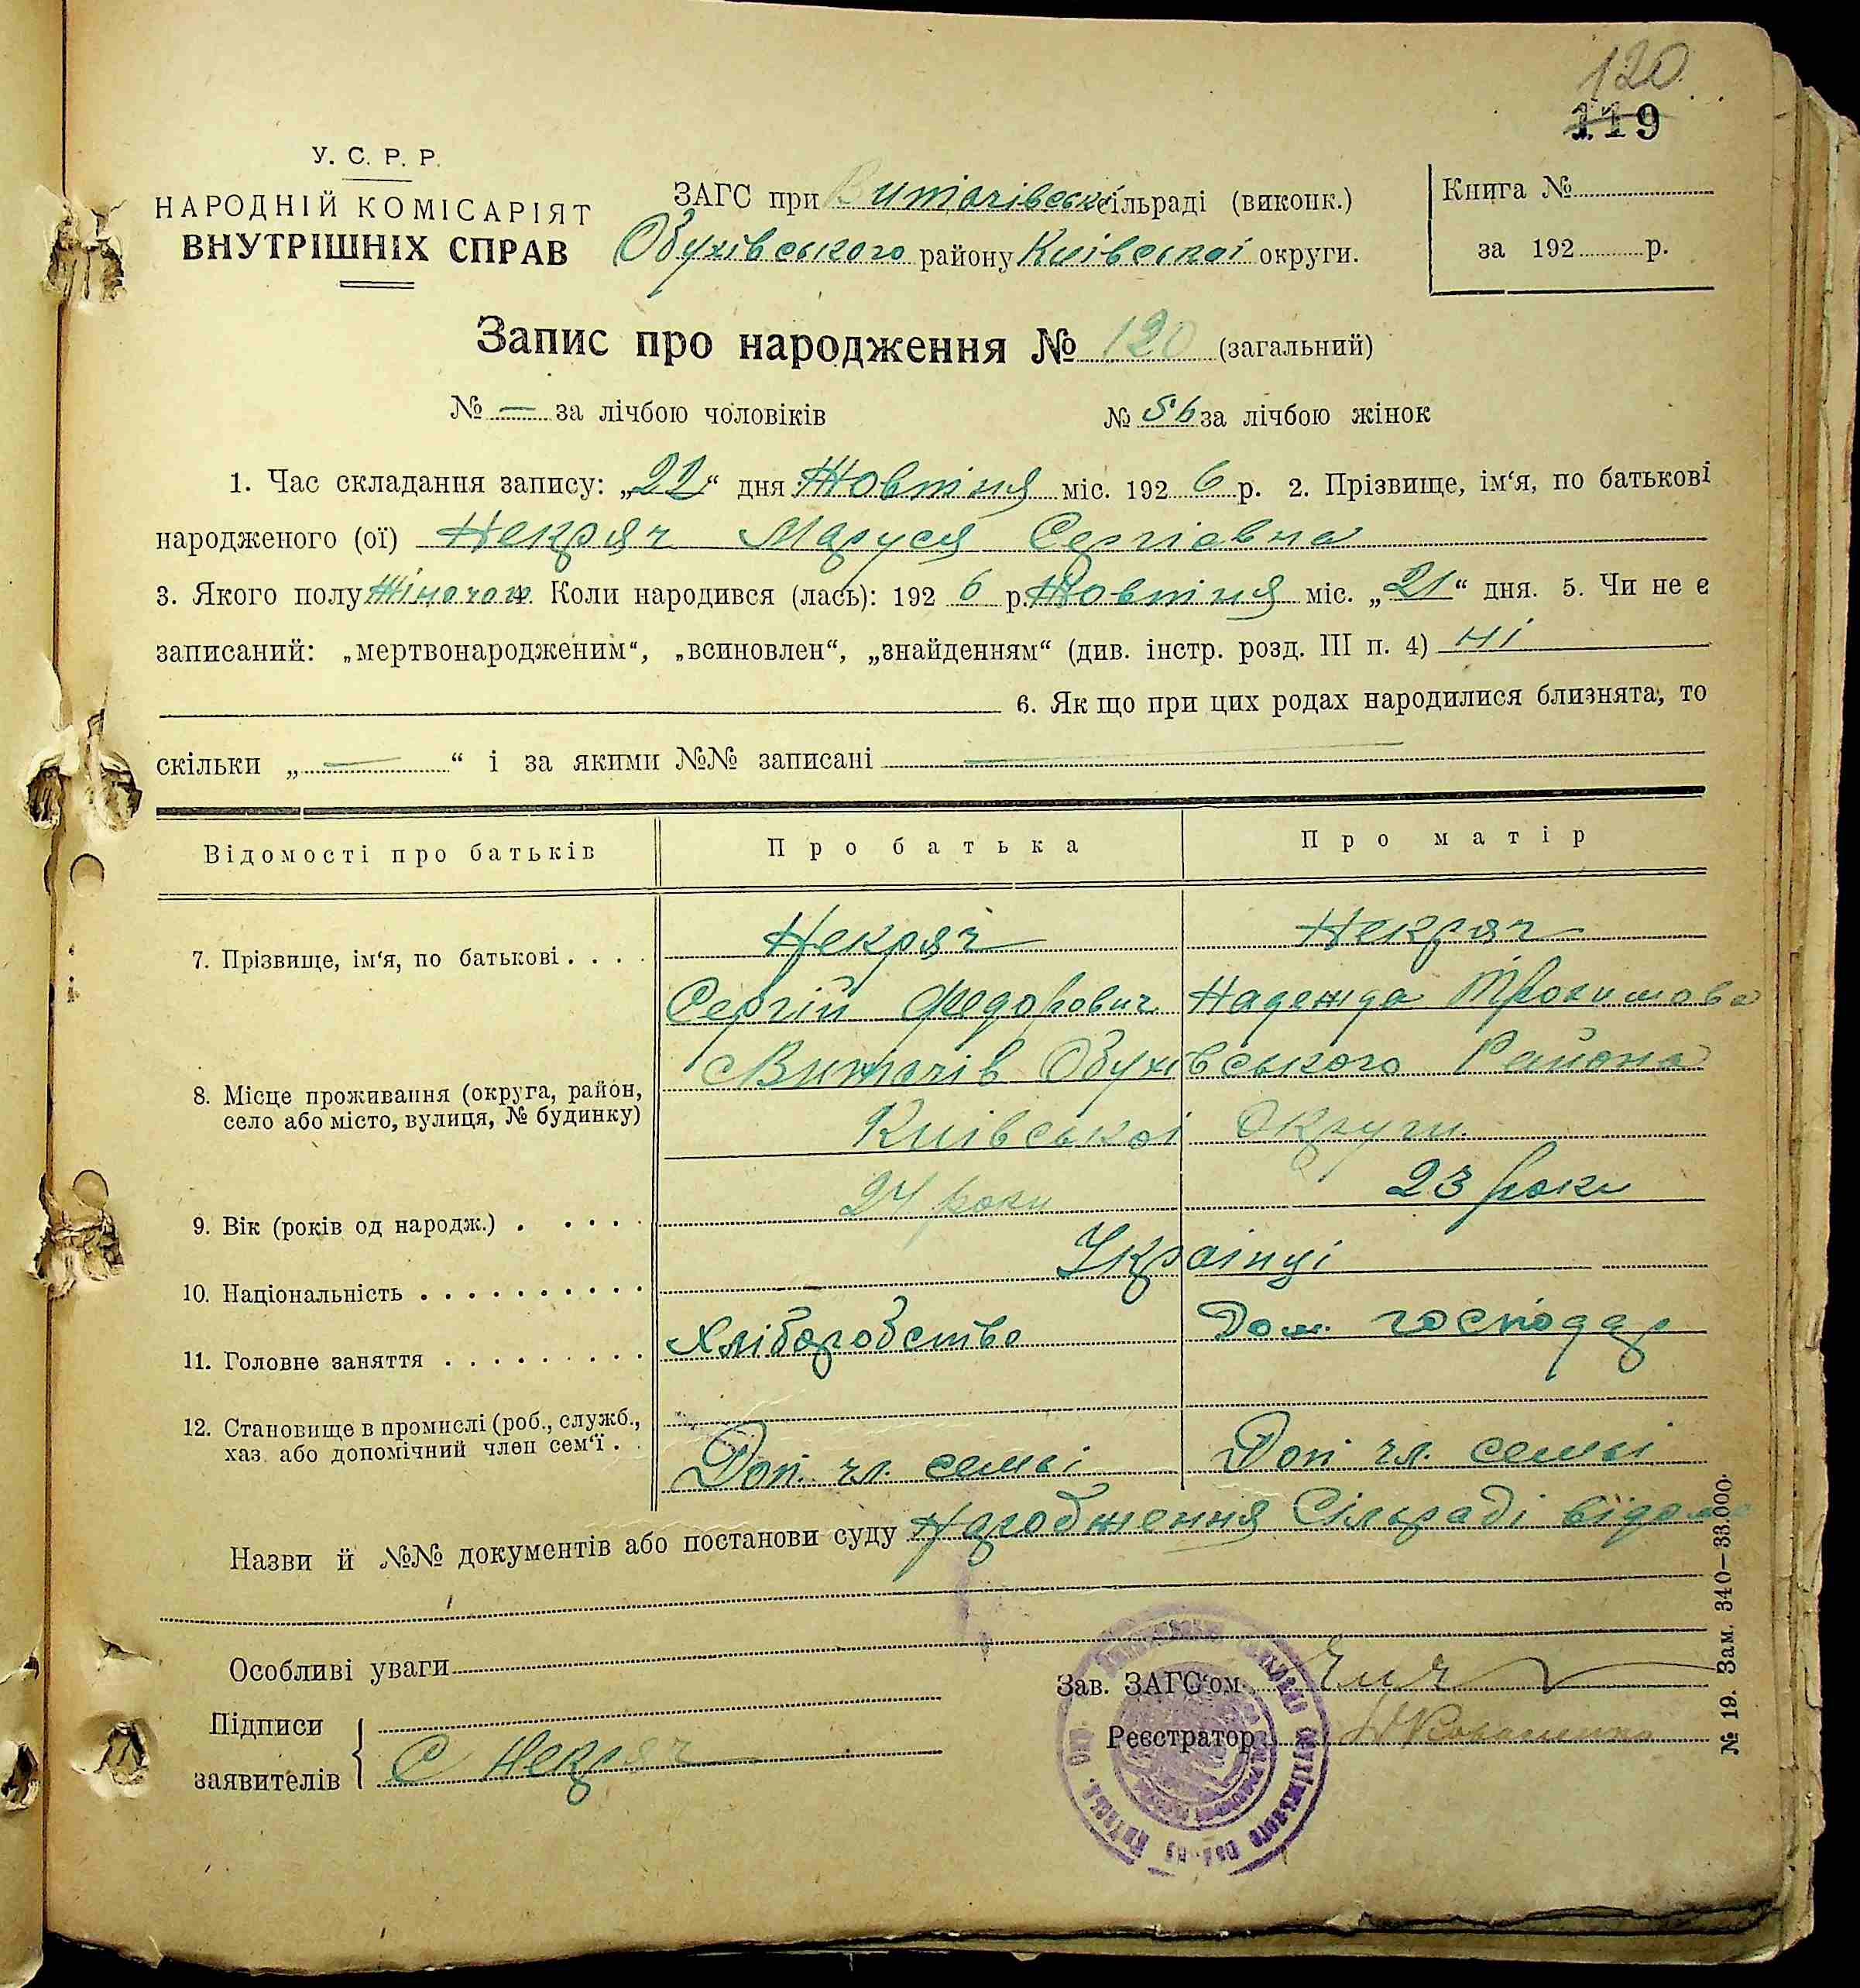 120.
119
У. С. Р. Р.
НАРОДНІЙ КОМІСАРІЯТ
ВНУТРІШНІХ СПРАВ
ЗАГС при Витачівськ сільраді (виконк.)
Обухівського району Київської округи.
Книга №
за 192 р.
Запис про народження № 120 (загальний)
№ — за лічбою чоловіків № 56 за лічбою жінок
1. Час складання запису: „22“ дня Жовтня міс. 192 6 р. 2. Прізвище, ім‘я, по батькові
народженого (ої) Некряч Маруся Сергієвна
3. Якого полу Жіночого 4. Коли народився (лась): 192 6 р. Жовтня міс. „21“ дня. 5. Чи не є
записаний: „мертвонародженим“, „всиновлен“, „знайденням“ (див. інстр. розд. III п. 4) ні
6. Як що при цих родах народилися близнята, то
скільки „ — “ і за якими №№ записані —
Відомості про батьків Про батька Про матір
7. Прізвище, ім‘я, по батькові Некряч Некряч
Сергій Федорович Надежда Трохимова
8. Місце проживання (округа, район, село або місто, вулиця, № будинку) с Витачів Обухівського Района
Київської Округи
9. Вік (років од народж.) 24 роки 23 роки
10. Національність Українці
11. Головне заняття Хліборобство Дом. господар
12. Становище в промислі (роб., служб., хаз. або допомічний член сем‘ї Доп. чл. семьі Доп чл. семьі
Назви й №№ документів або постанови суду Народження Сільраді відоме
Особливі уваги
Зав. ЗАГС‘ом
Підписи
заявителів С Некряч
Реєстратор
№ 19. Зам. 340—33.000.